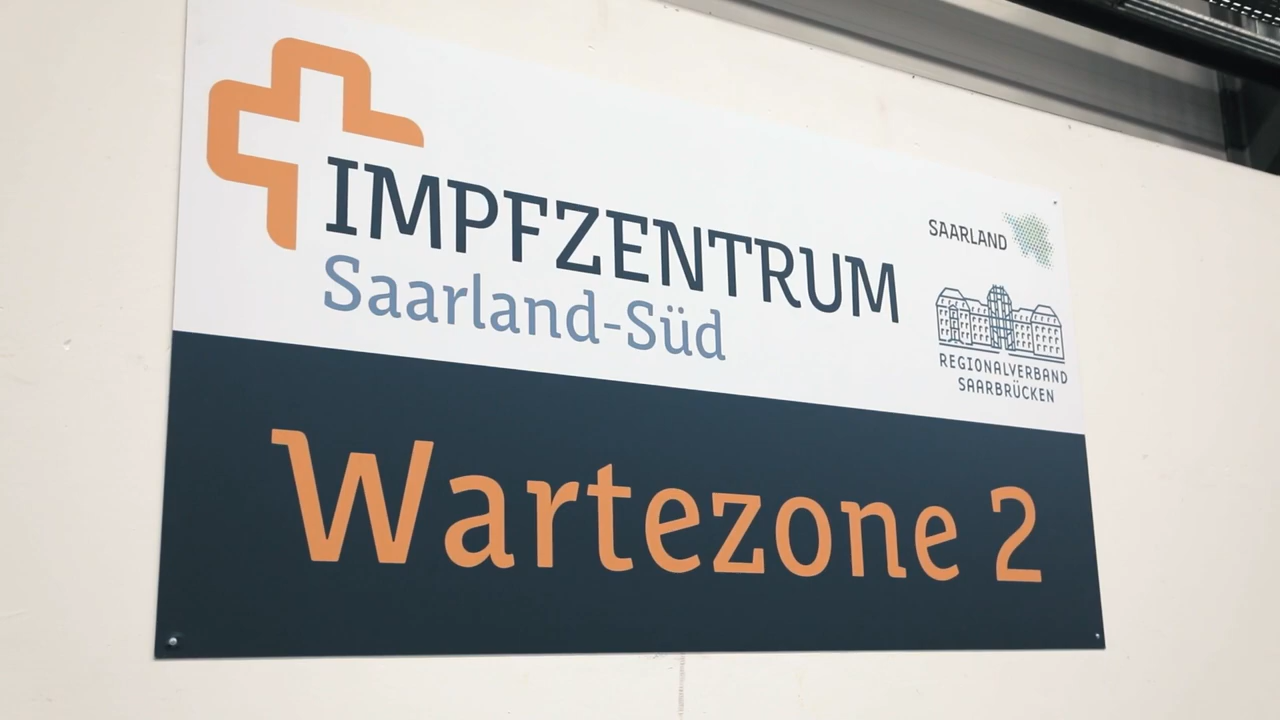 IMPFZENTRUM
Saarland-Süd
SAARLAND
REGIONALVERBAND
SAARBRÜCKEN
Wartezone 2